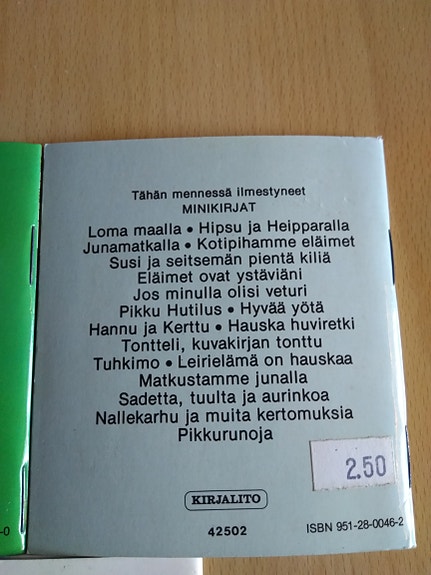 Tähän mennessä ilmestyneet
MINIKIRJAT
Loma maalla • Hipsu ja Heipparalla
Junamatkalla • Kotipihamme eläimet
Susi ja seitsemän pientä kiliä
Eläimet ovat ystäviäni
Jos minulla olisi veturi
Pikku Hutilus • Hyvää yötä
Hannu ja Kerttu • Hauska huviretki
Tontteli, kuvakirjan tonttu
Tuhkimo • Leirielämä on hauskaa
Matkustamme junalla
Sadetta, tuulta ja aurinkoa
Nallekarhu ja muita kertomuksia
Pikkurunoja
2.50
KIRJALITO
42502
ISBN 951-28-0046-2
-0